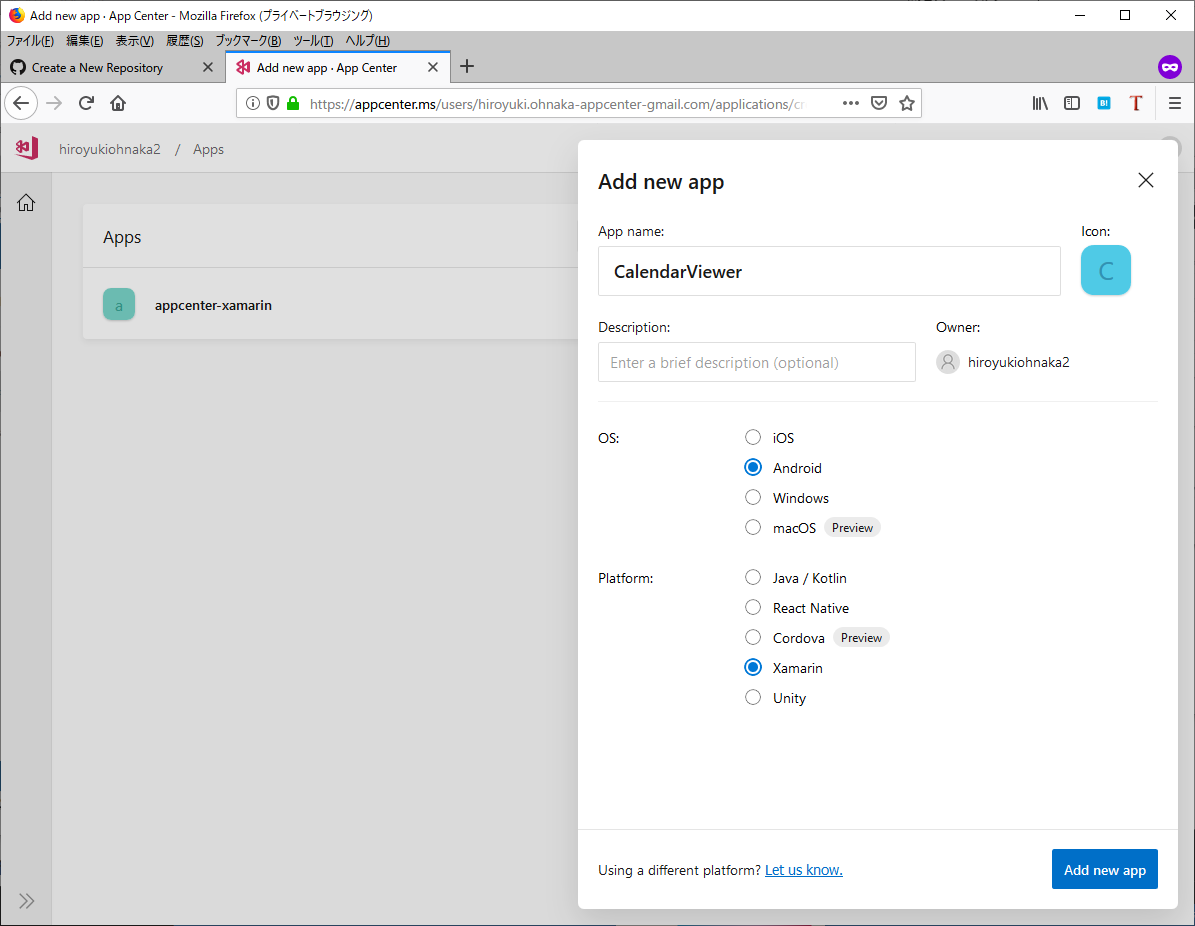 Add new app · App Center - Mozilla Firefox (プライベートブラウジング)
ファイル(F) 編集(E) 表示(V) 履歴(S) ブックマーク(B) ツール(T) ヘルプ(H)
Create a New Repository
Add new app · App Center
https://appcenter.ms/users/hiroyuki.ohnaka-appcenter-gmail.com/applications/cr
B!
T
hiroyukiohnaka2 / Apps
Apps
a
appcenter-xamarin
Add new app
App name:
Icon:
CalendarViewer
C
Description:
Owner:
Enter a brief description (optional)
hiroyukiohnaka2
OS:
iOS
Android
Windows
macOS Preview
Platform:
Java / Kotlin
React Native
Cordova Preview
Xamarin
Unity
Using a different platform? Let us know.
Add new app